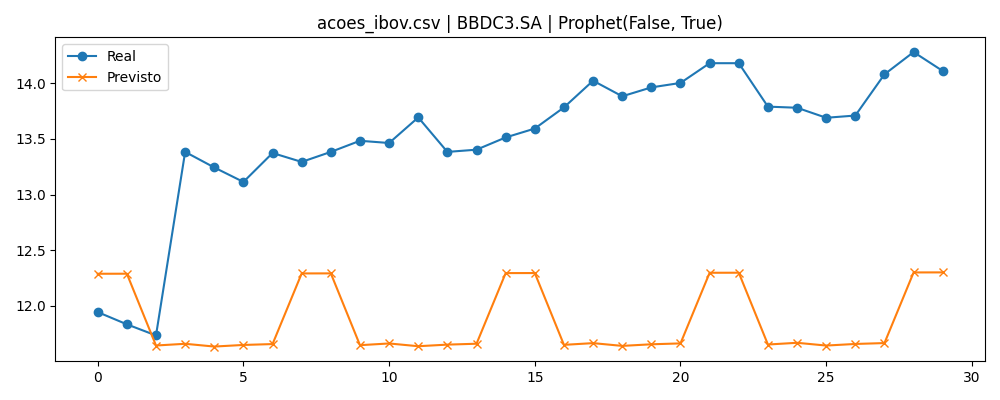 acoes_ibov.csv | BBDC3.SA | Prophet(False, True)
Real
Previsto
14.0
13.5
13.0
12.5
12.0
0 5 10 15 20 25 30